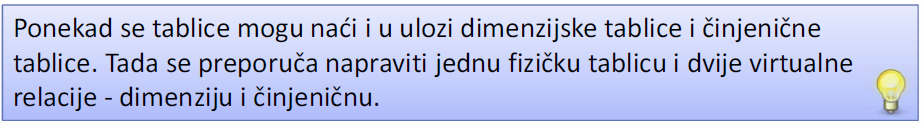 Ponekad se tablice mogu naći i u ulozi dimenzijske tablice i činjenične
tablice. Tada se preporuča napraviti jednu fizičku tablicu i dvije virtualne
relacije - dimenziju i činjeničnu.